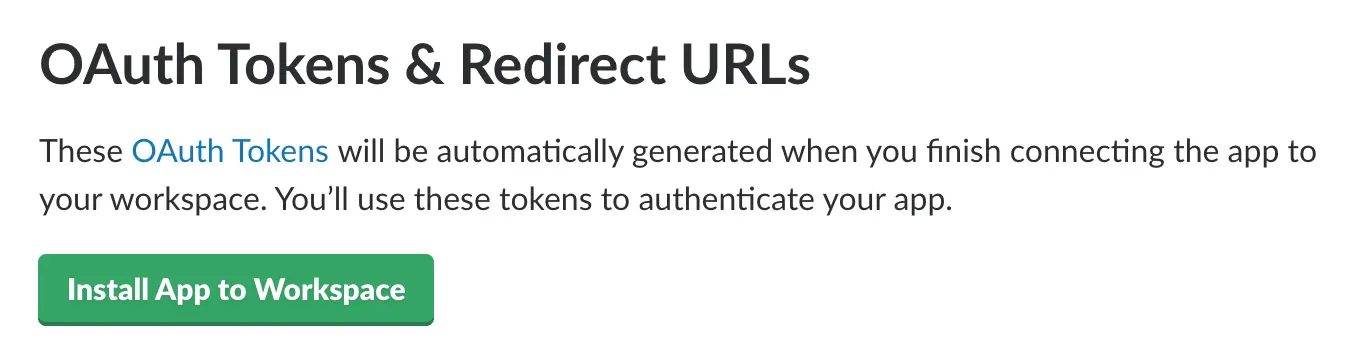 OAuth Tokens & Redirect URLs
These OAuth Tokens will be automatically generated when you finish connecting the app to
your workspace. You’ll use these tokens to authenticate your app.
Install App to Workspace